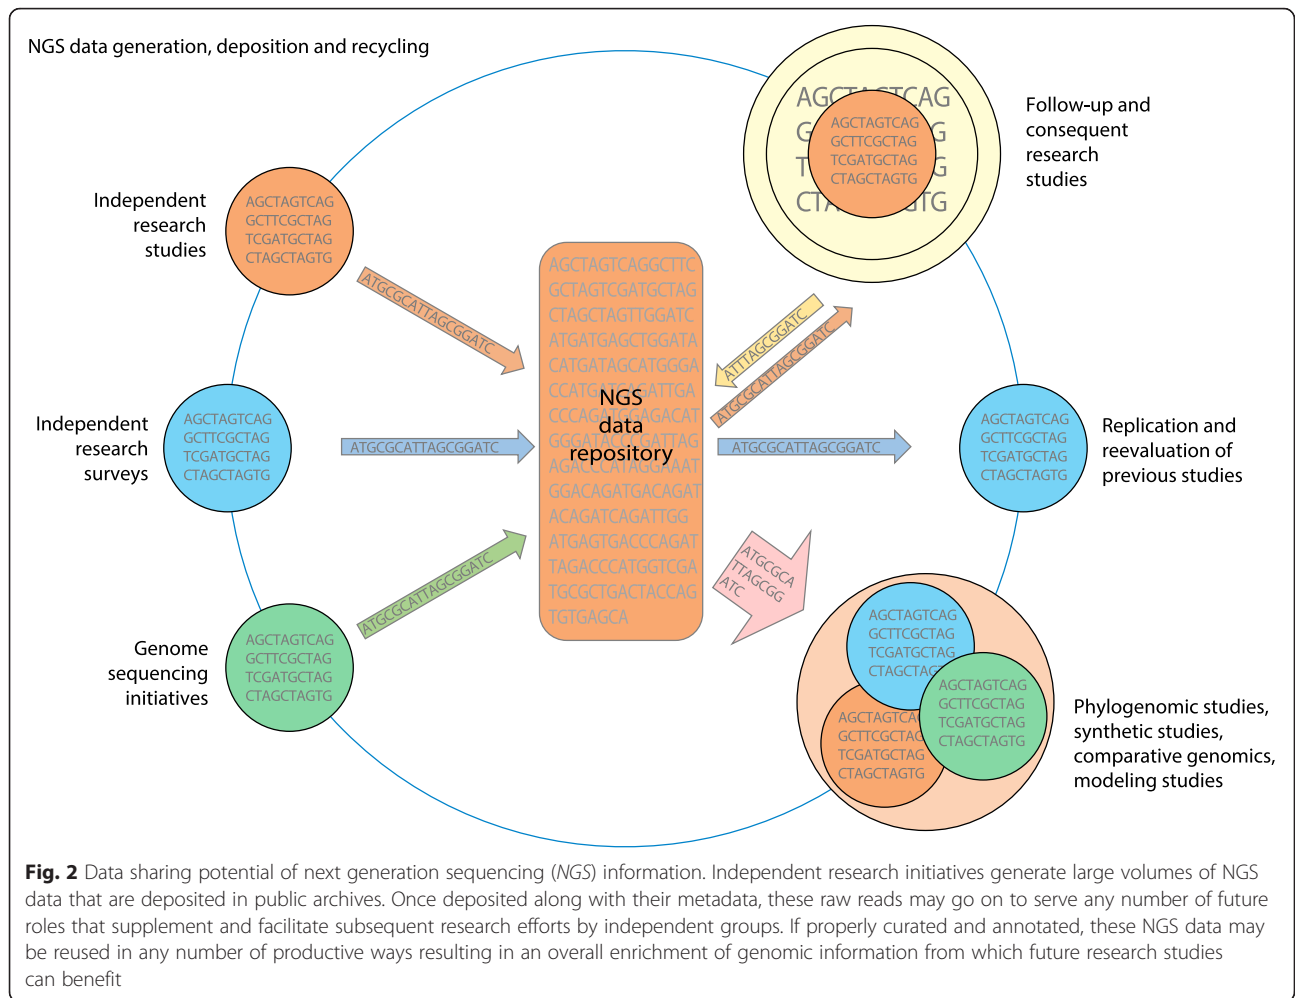 NGS data generation, deposition and recycling
AGCTAGTCAG
AGCTAGTCAG
GCTTCGCTAG
TCGATGCTAG
CTAGCTAGTG
Follow-up and
consequent
research
studies
Independent
research
studies
AGCTAGTCAG
GCTTCGCTAG
TCGATGCTAG
CTAGCTAGTG
ATGCGCATTAGCGGATC
Independent
research
surveys
AGCTAGTCAG
GCTTCGCTAG
TCGATGCTAG
CTAGCTAGTG
ATGCGCATTAGCGGATC
Genome
sequencing
initiatives
AGCTAGTCAG
GCTTCGCTAG
TCGATGCTAG
CTAGCTAGTG
ATGCGCATTAGCGGATC
AGCTAGTCAGGCTTC
GCTAGTCGATGCTAG
CTAGCTAGTTGGATC
ATGATGAGCTGGATA
CATGATAGCATGGGA
CCATGATGAGATTGA
CCCAGATGGAGACAT
GGGATACCCGATTAG
AGACCCATAGGAAAT
GGACAGATGACAGAT
ACAGATCAGATTGG
ATGAGTGACCCAGAT
TAGACCCATGGTCGA
TGCGCTGACTACCAG
TGTGAGCA
NGS
data
repository
ATTTAGCGGATC
ATGCGCATTAGCGGATC
ATGCGCATTAGCGGATC
AGCTAGTCAG
GCTTCGCTAG
TCGATGCTAG
CTAGCTAGTG
Replication and
reevaluation of
previous studies
ATGCGCA
TTAGCGG
ATC
AGCTAGTCAG
GCTTCGCTAG
TCGATGCTAG
CTAGCTAGT
AGCTAGTCAG
GCTTCGCTAG
TCGATGCTAG
CTAGCTAGTG
AGCTAGTCAG
GCTTCGCTAG
TCGATGCTAG
CTAGCTAGTG
Phylogenomic studies,
synthetic studies,
comparative genomics,
modeling studies
Fig. 2 Data sharing potential of next generation sequencing (NGS) information. Independent research initiatives generate large volumes of NGS
data that are deposited in public archives. Once deposited along with their metadata, these raw reads may go on to serve any number of future
roles that supplement and facilitate subsequent research efforts by independent groups. If properly curated and annotated, these NGS data may
be reused in any number of productive ways resulting in an overall enrichment of genomic information from which future research studies
can benefit